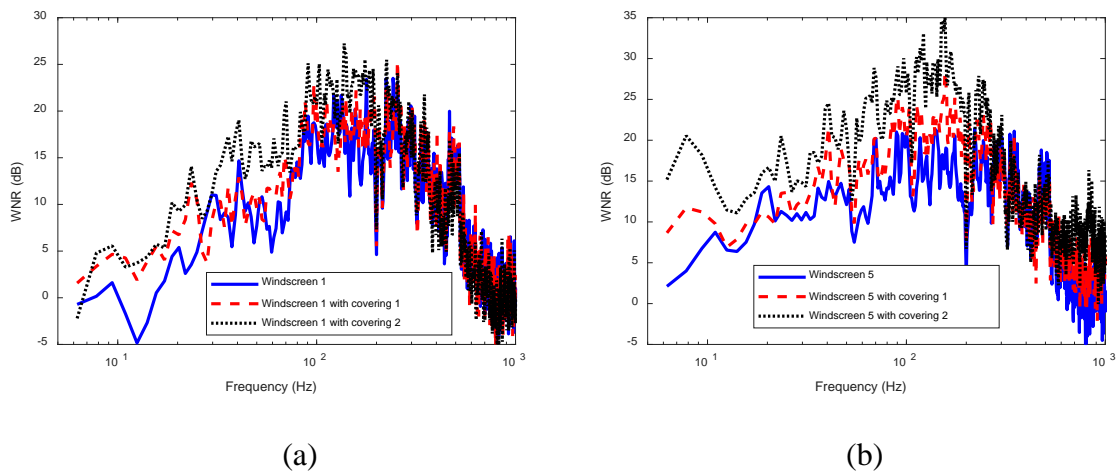 30
25
20
15
10
5
0
-5
WNR (dB)
Windscreen 1
Windscreen 1 with covering 1
Windscreen 1 with covering 2
10 1
10 2
10 3
Frequency (Hz)
(a)
35
30
25
20
15
10
5
0
-5
WNR (dB)
Windscreen 5
Windscreen 5 with covering 1
Windscreen 5 with covering 2
10 1
10 2
10 3
Frequency (Hz)
(b)